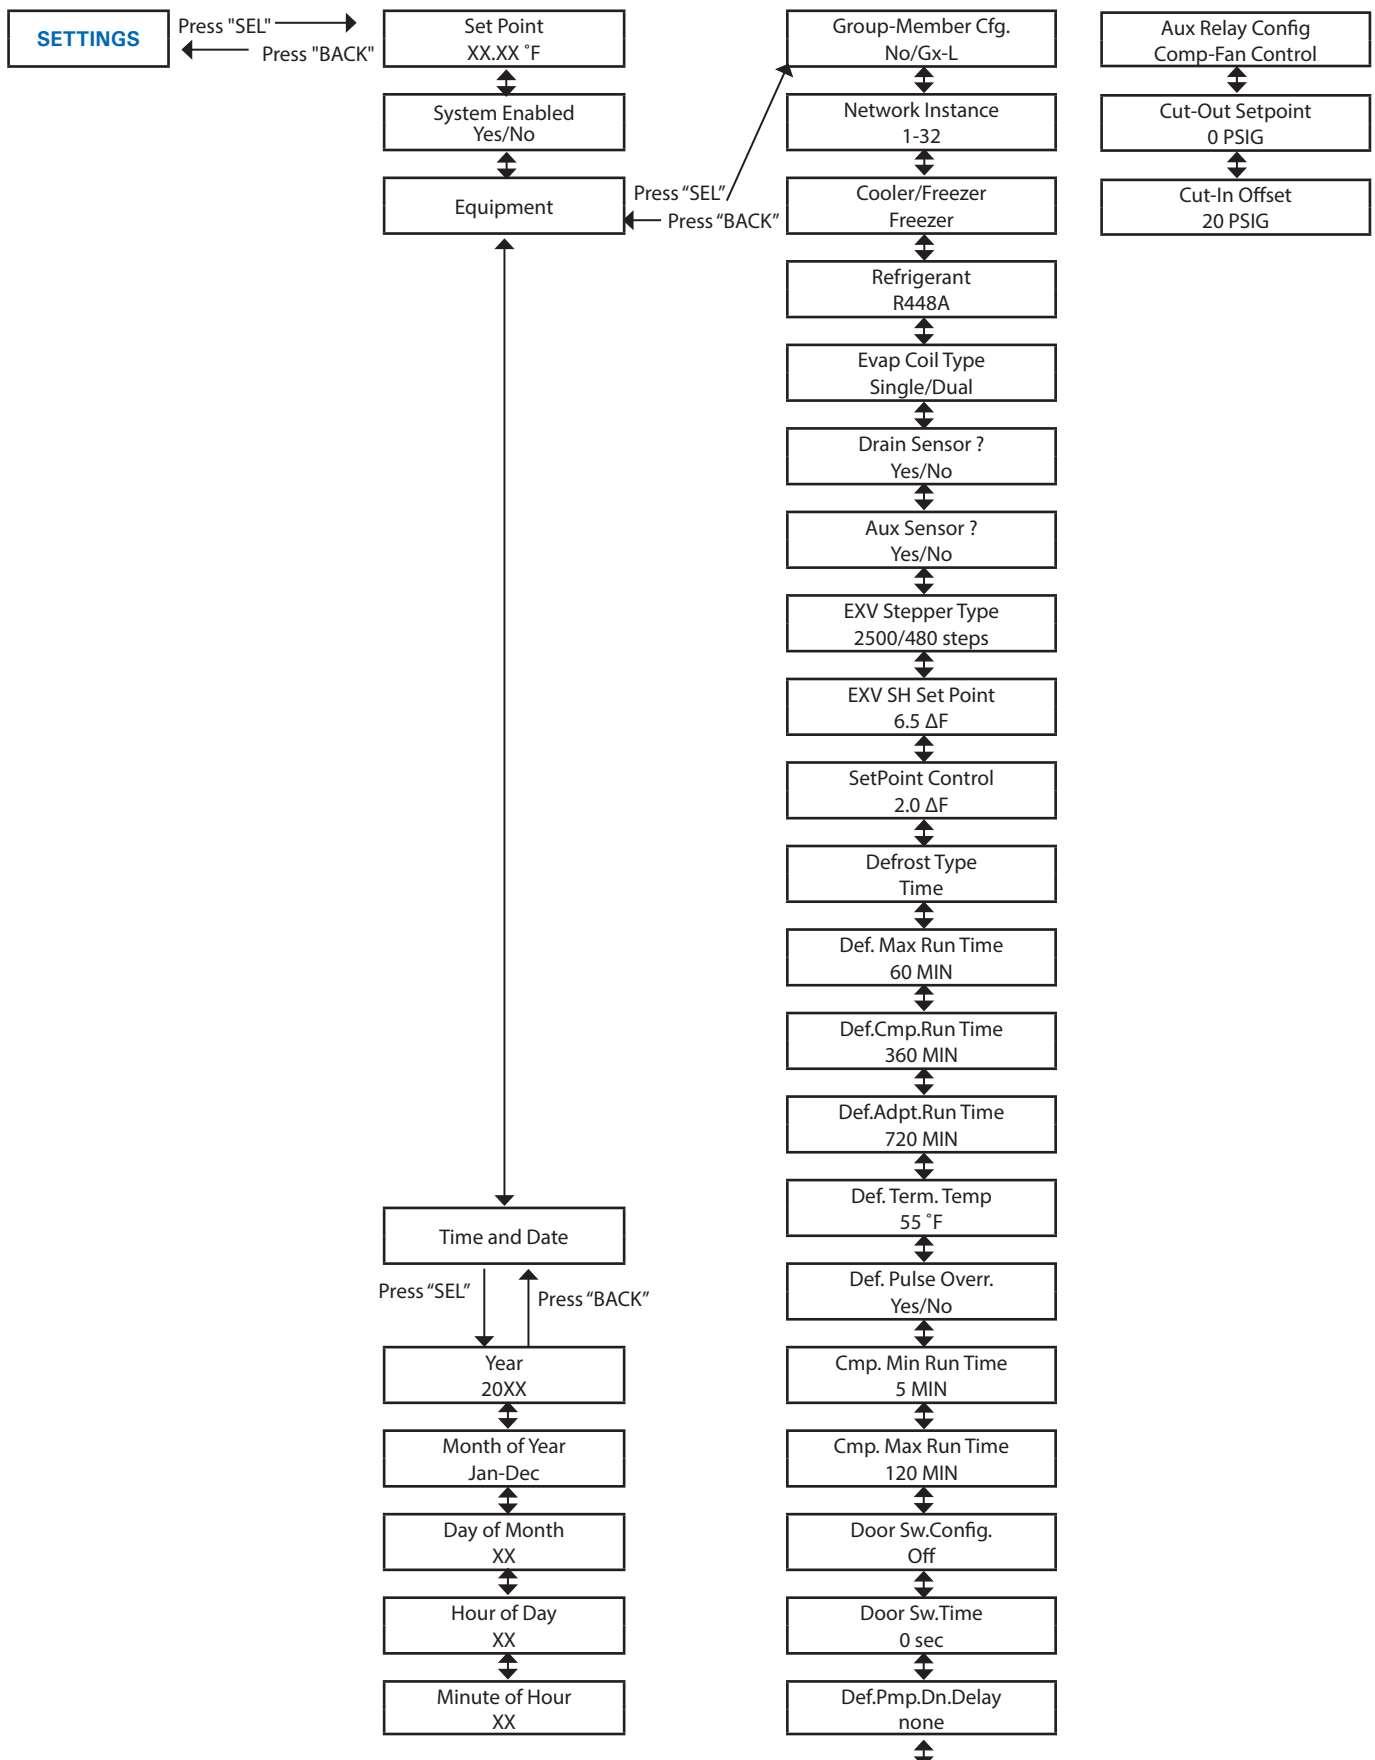 SETTINGS
Press "SEL"
Press "BACK"
Set Point
XX.XX ˚F
System Enabled
Yes/No
Equipment
Press “SEL”
Press “BACK”
Time and Date
Press “SEL”
Press “BACK”
Year
20XX
Month of Year
Jan-Dec
Day of Month
XX
Hour of Day
XX
Minute of Hour
XX
Group-Member Cfg.
No/Gx-L
Network Instance
1-32
Cooler/Freezer
Freezer
Refrigerant
R448A
Evap Coil Type
Single/Dual
Drain Sensor ?
Yes/No
Aux Sensor ?
Yes/No
EXV Stepper Type
2500/480 steps
EXV SH Set Point
6.5 ΔF
SetPoint Control
2.0 ΔF
Defrost Type
Time
Def. Max Run Time
60 MIN
Def.Cmp.Run Time
360 MIN
Def.Adpt.Run Time
720 MIN
Def. Term. Temp
55 ˚F
Def. Pulse Overr.
Yes/No
Cmp. Min Run Time
5 MIN
Cmp. Max Run Time
120 MIN
Door Sw.Config.
Off
Door Sw.Time
0 sec
Def.Pmp.Dn.Delay
none
Aux Relay Config
Comp-Fan Control
Cut-Out Setpoint
0 PSIG
Cut-In Offset
20 PSIG